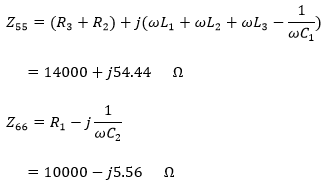 Z₅₅ = (R₃ + R₂) + j(ωL₁ + ωL₂ + ωL₃ − 1/ωC₁)
= 14000 + j54.44 Ω
Z₆₆ = R₁ − j 1/ωC₂
= 10000 − j5.56 Ω